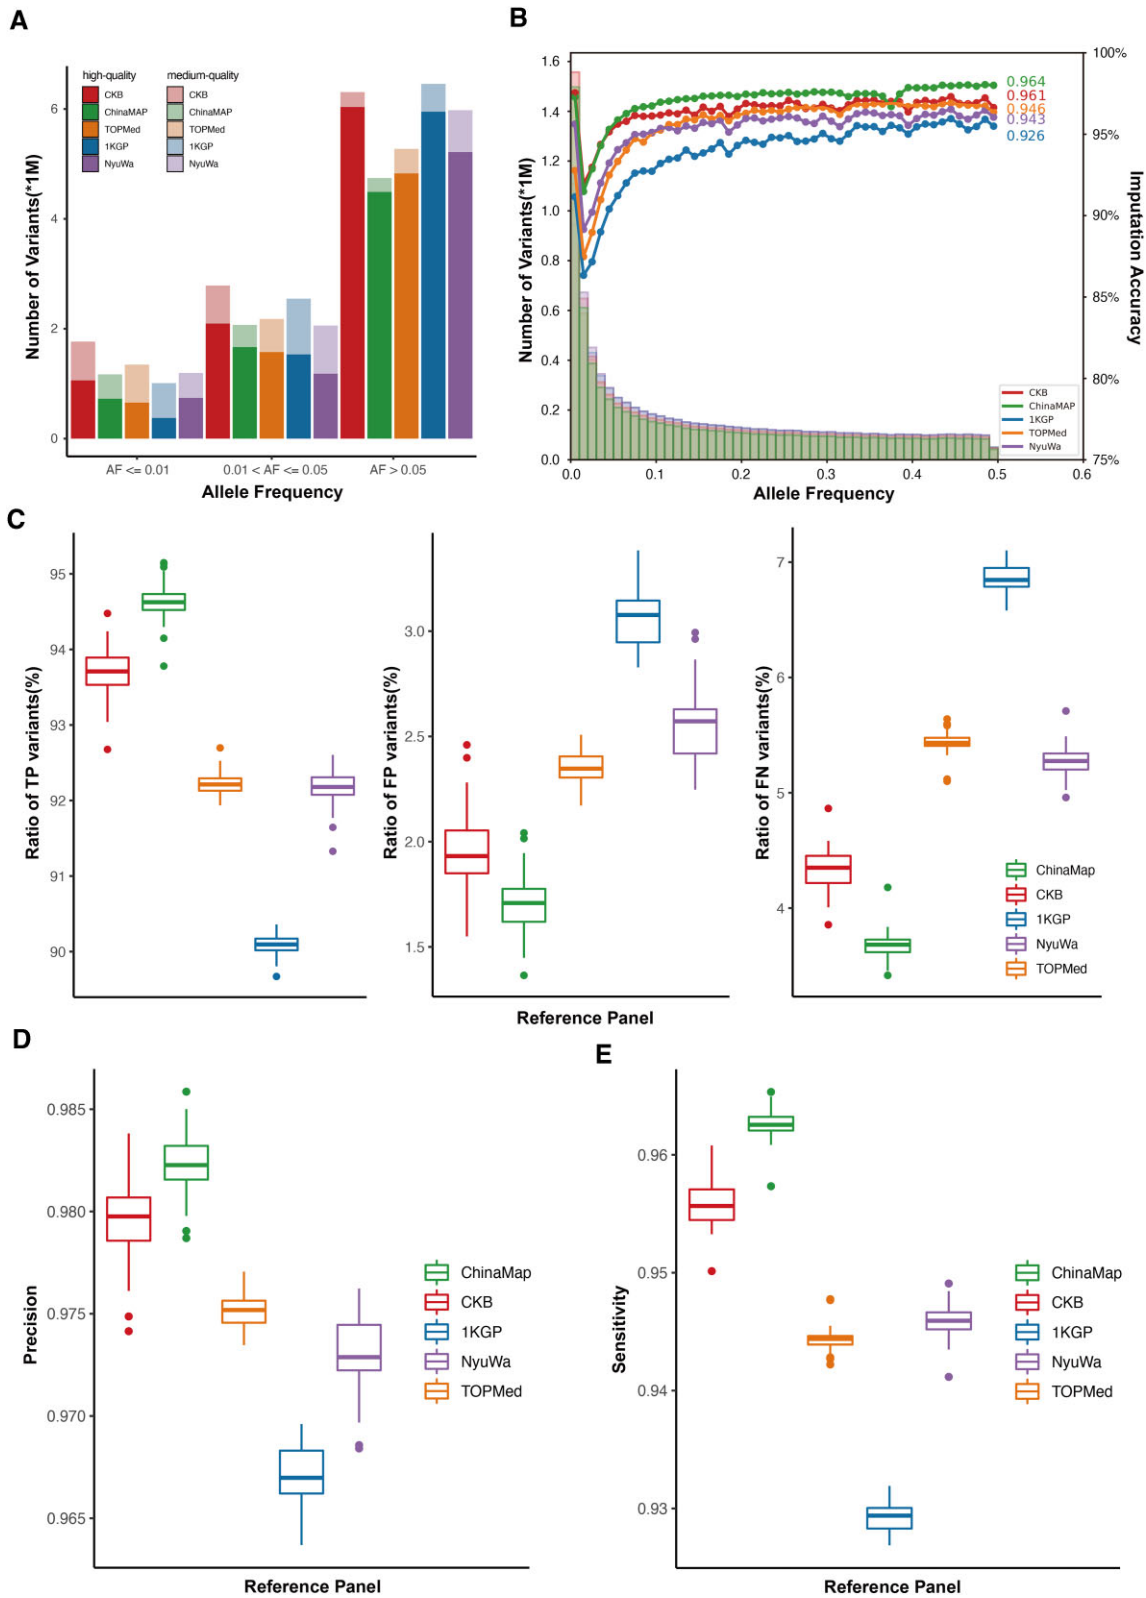 A
high-quality
medium-quality
CKB
CKB
ChinaMAP
ChinaMAP
TOPMed
TOPMed
1KGP
1KGP
NyuWa
NyuWa
Number of Variants(*1M)
6
4
2
0
AF <= 0.01
0.01 < AF <= 0.05
AF > 0.05
Allele Frequency
B
Number of Variants(*1M)
1.6
1.4
1.2
1.0
0.8
0.6
0.4
0.2
0.0
0.0
0.1
0.2
0.3
0.4
0.5
0.6
Allele Frequency
100%
95%
90%
85%
80%
75%
Imputation Accuracy
0.964
0.961
0.946
0.943
0.926
CKB
ChinaMAP
1KGP
TOPMed
NyuWa
C
Ratio of TP variants(%)
95
94
93
92
91
90
Ratio of FP variants(%)
3.0
2.5
2.0
1.5
Ratio of FN variants(%)
7
6
5
4
ChinaMap
CKB
1KGP
NyuWa
TOPMed
Reference Panel
D
Precision
0.985
0.980
0.975
0.970
0.965
ChinaMap
CKB
1KGP
NyuWa
TOPMed
Reference Panel
E
Sensitivity
0.96
0.95
0.94
0.93
ChinaMap
CKB
1KGP
NyuWa
TOPMed
Reference Panel